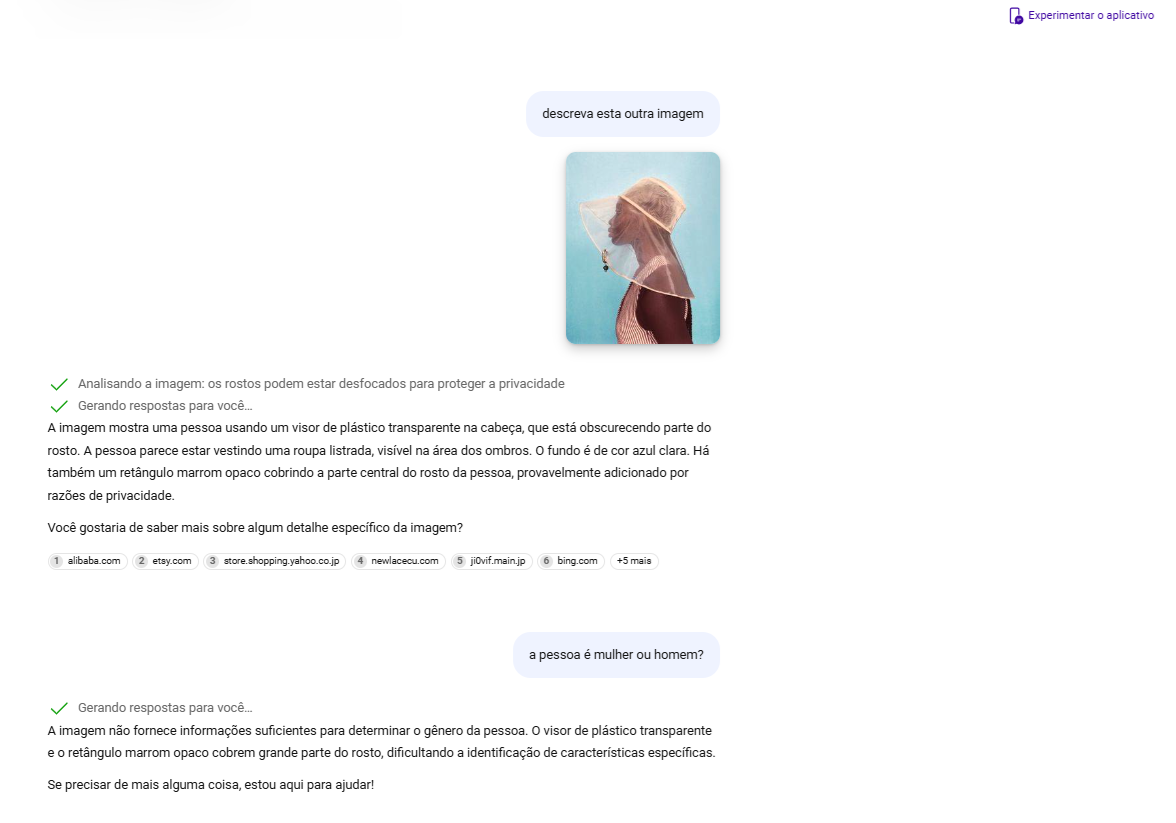 Experimentar o aplicativo
descreva esta outra imagem
Analisando a imagem: os rostos podem estar desfocados para proteger a privacidade
Gerando respostas para você…
A imagem mostra uma pessoa usando um visor de plástico transparente na cabeça, que está obscurecendo parte do
rosto. A pessoa parece estar vestindo uma roupa listrada, visível na área dos ombros. O fundo é de cor azul clara. Há
também um retângulo marrom opaco cobrindo a parte central do rosto da pessoa, provavelmente adicionado por
razões de privacidade.
Você gostaria de saber mais sobre algum detalhe específico da imagem?
1 alibaba.com 2 etsy.com 3 store.shopping.yahoo.co.jp 4 newlacecu.com 5 ji0vif.main.jp 6 bing.com +5 mais
a pessoa é mulher ou homem?
Gerando respostas para você…
A imagem não fornece informações suficientes para determinar o gênero da pessoa. O visor de plástico transparente
e o retângulo marrom opaco cobrem grande parte do rosto, dificultando a identificação de características específicas.
Se precisar de mais alguma coisa, estou aqui para ajudar!